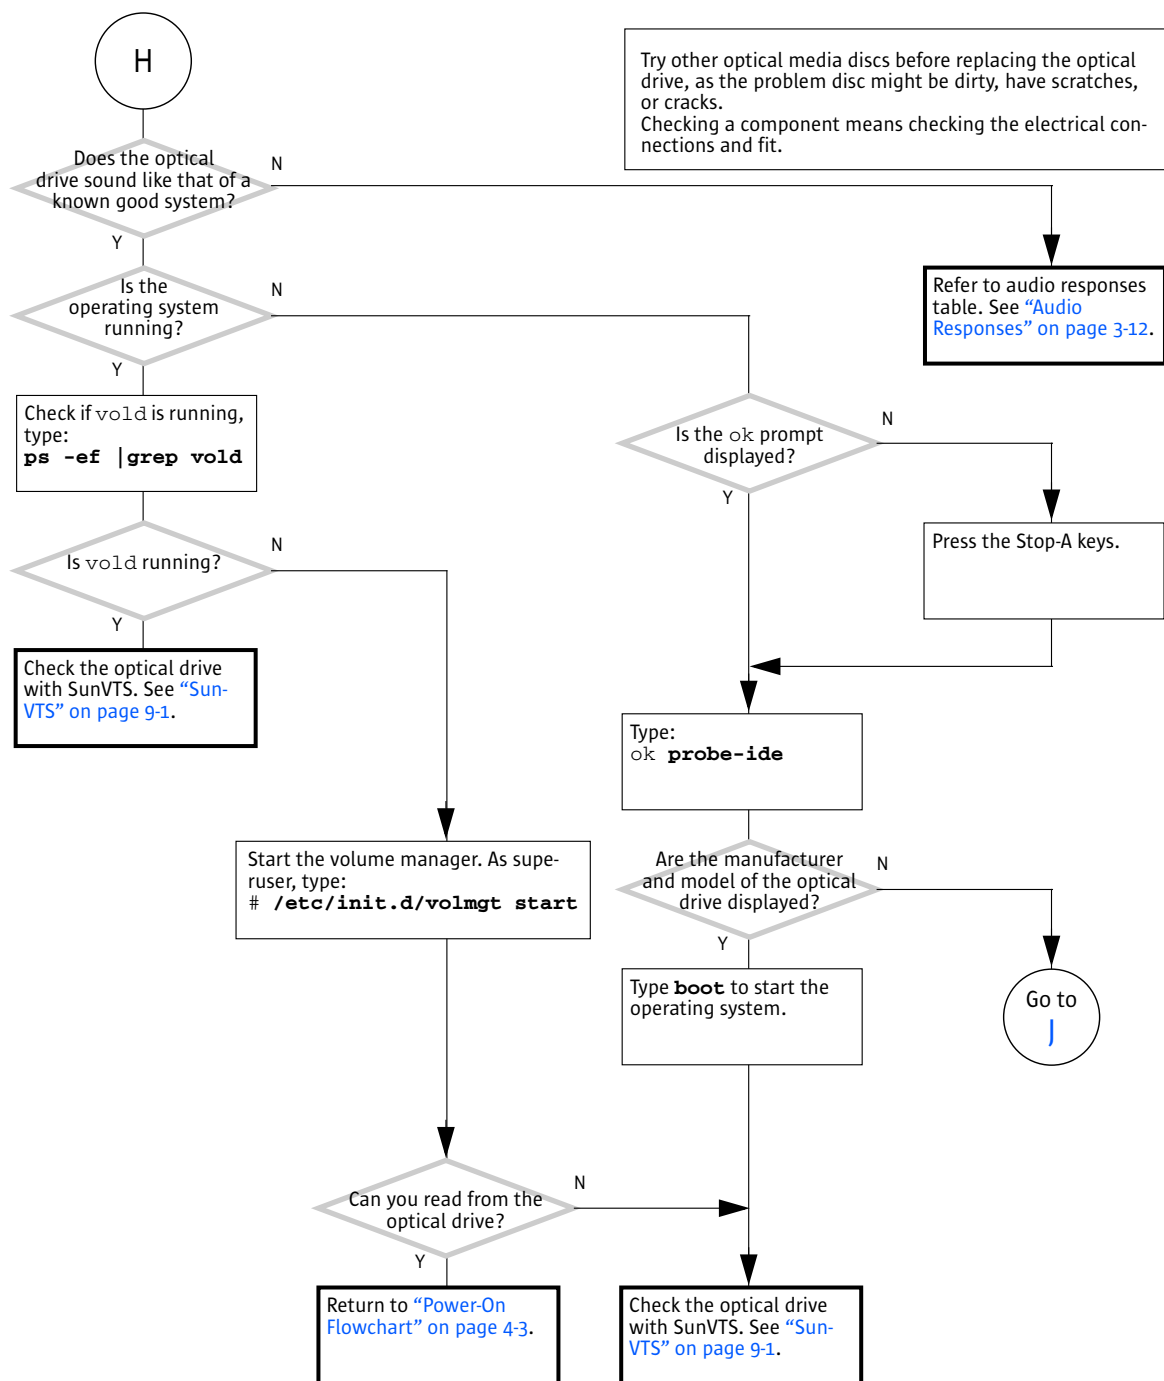 H
Try other optical media discs before replacing the optical
drive, as the problem disc might be dirty, have scratches,
or cracks.
Checking a component means checking the electrical con-
nections and fit.
Does the optical
drive sound like that of a
known good system?
N
Y
Is the
operating system
running?
N
Y
Refer to audio responses
table. See “Audio
Responses” on page 3-12.
Check if vold is running,
type:
ps -ef |grep vold
Is the ok prompt
displayed?
N
Y
Is vold running?
N
Y
Press the Stop-A keys.
Check the optical drive
with SunVTS. See “Sun-
VTS” on page 9-1.
Type:
ok probe-ide
Start the volume manager. As supe-
ruser, type:
# /etc/init.d/volmgt start
Are the manufacturer
and model of the optical
drive displayed?
N
Y
Type boot to start the
operating system.
Go to
J
Can you read from the
optical drive?
N
Y
Return to “Power-On
Flowchart” on page 4-3.
Check the optical drive
with SunVTS. See “Sun-
VTS” on page 9-1.